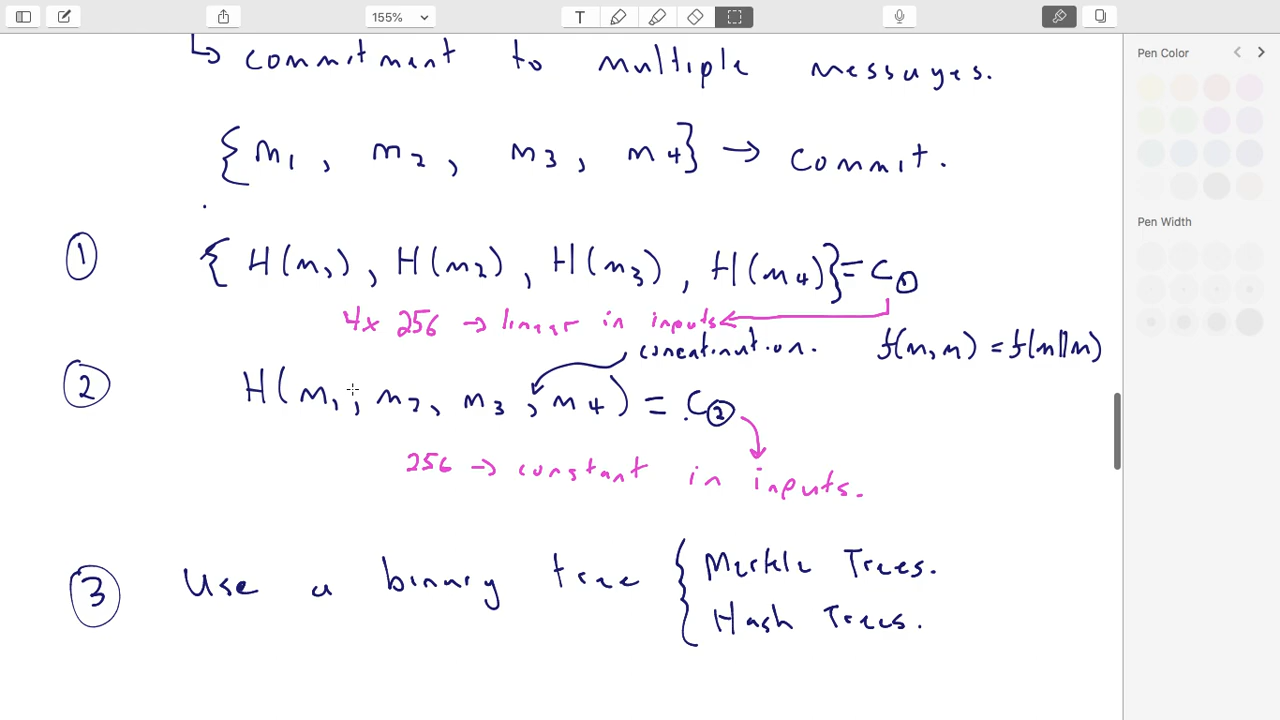 155%
T
Pen Color
↳ commitment to multiple messages.
{m1, m2, m3, m4} → commit.
① { H(m1), H(m2), H(m3), H(m4)} = C①
4x 256 → linear in inputs
concatination. f(m,m) = f(m||m)
② H(m1, m2, m3, m4) = C②
256 → constant in inputs.
③ Use a binary tree { Merkle Trees.
Hash Trees.
Pen Width